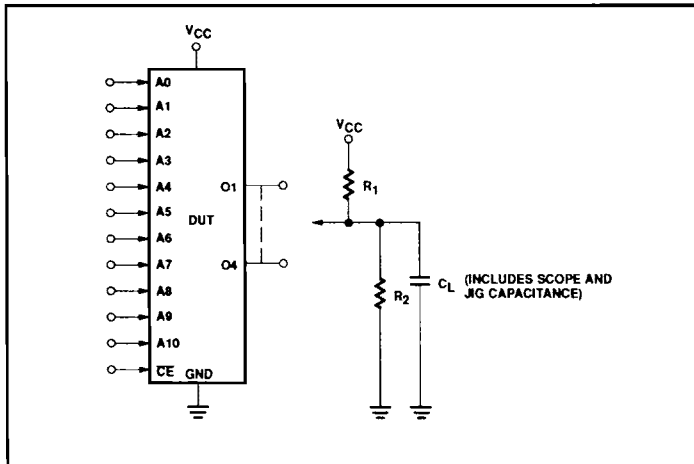 VCC
A0
A1
A2
A3
A4
A5
A6
A7
A8
A9
A10
CE GND
DUT
O1
O4
VCC
R1
R2
CL (INCLUDES SCOPE AND
JIG CAPACITANCE)